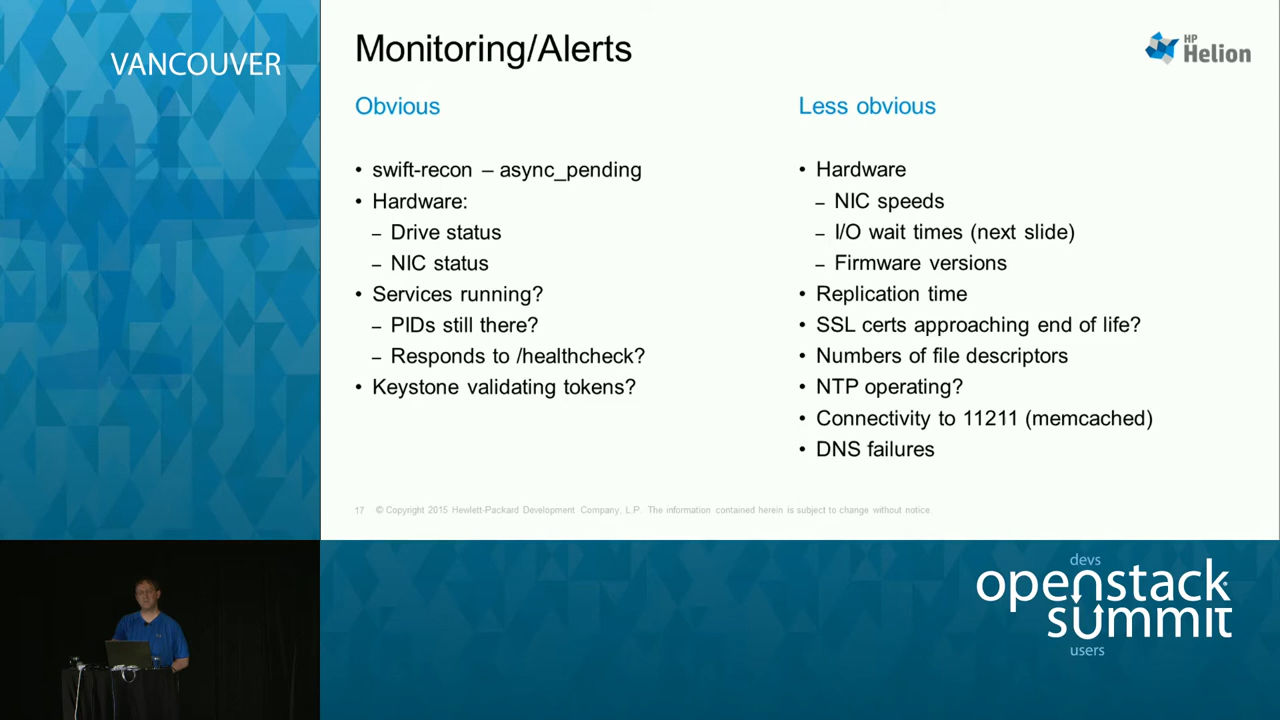 VANCOUVER
Monitoring/Alerts
HP
Helion
Obvious
• swift-recon – async_pending
• Hardware:
– Drive status
– NIC status
• Services running?
– PIDs still there?
– Responds to /healthcheck?
• Keystone validating tokens?
Less obvious
• Hardware
– NIC speeds
– I/O wait times (next slide)
– Firmware versions
• Replication time
• SSL certs approaching end of life?
• Numbers of file descriptors
• NTP operating?
• Connectivity to 11211 (memcached)
• DNS failures
17 © Copyright 2015 Hewlett-Packard Development Company, L.P. The information contained herein is subject to change without notice.
devs
openstack
summit
users